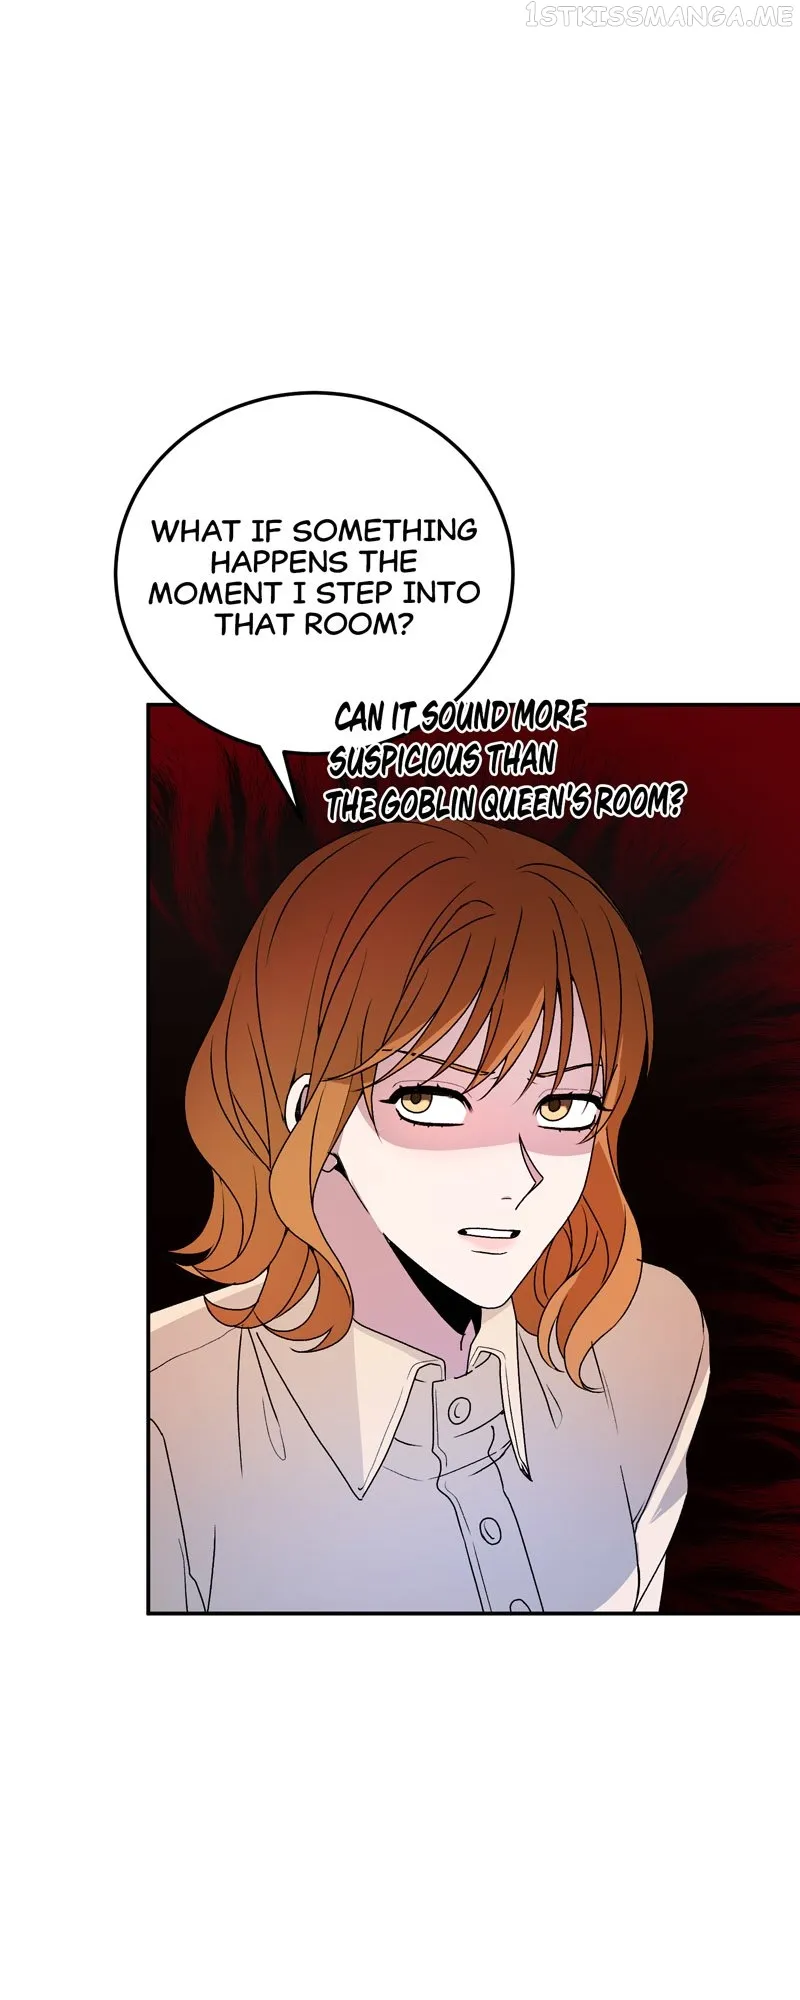 1STKISSMANGA.ME
WHAT IF SOMETHING
HAPPENS THE
MOMENT I STEP INTO
THAT ROOM?
CAN IT SOUND MORE
SUSPICIOUS THAN
THE GOBLIN QUEEN'S ROOM?